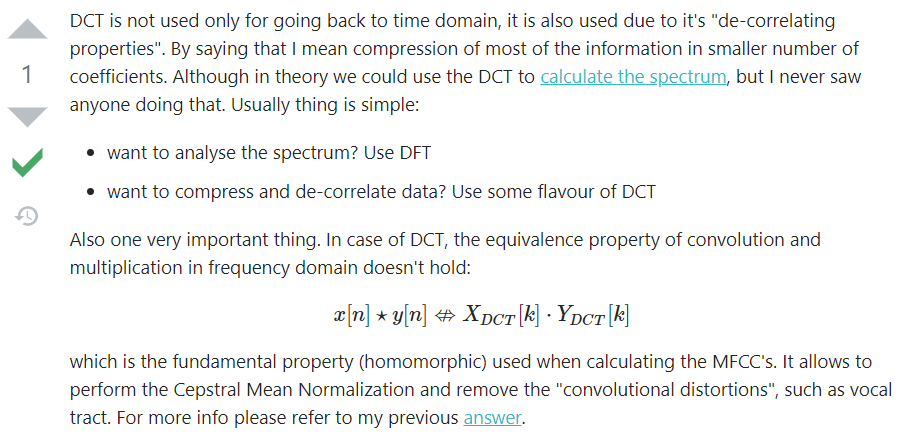 DCT is not used only for going back to time domain, it is also used due to it's "de-correlating
properties". By saying that I mean compression of most of the information in smaller number of
coefficients. Although in theory we could use the DCT to calculate the spectrum, but I never saw
anyone doing that. Usually thing is simple:
1
• want to analyse the spectrum? Use DFT
• want to compress and de-correlate data? Use some flavour of DCT
Also one very important thing. In case of DCT, the equivalence property of convolution and
multiplication in frequency domain doesn't hold:
x[n] ⋆ y[n] ⇎ X_DCT[k] · Y_DCT[k]
which is the fundamental property (homomorphic) used when calculating the MFCC's. It allows to
perform the Cepstral Mean Normalization and remove the "convolutional distortions", such as vocal
tract. For more info please refer to my previous answer.